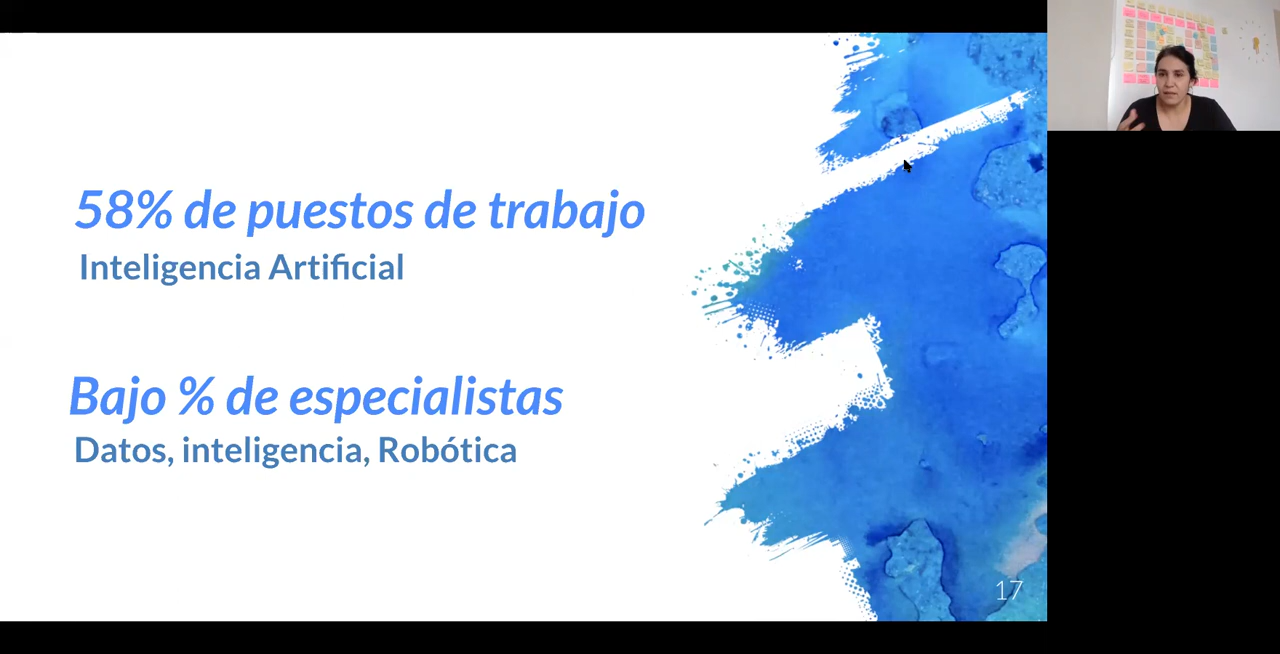 58% de puestos de trabajo
Inteligencia Artificial
Bajo % de especialistas
Datos, inteligencia, Robótica
17